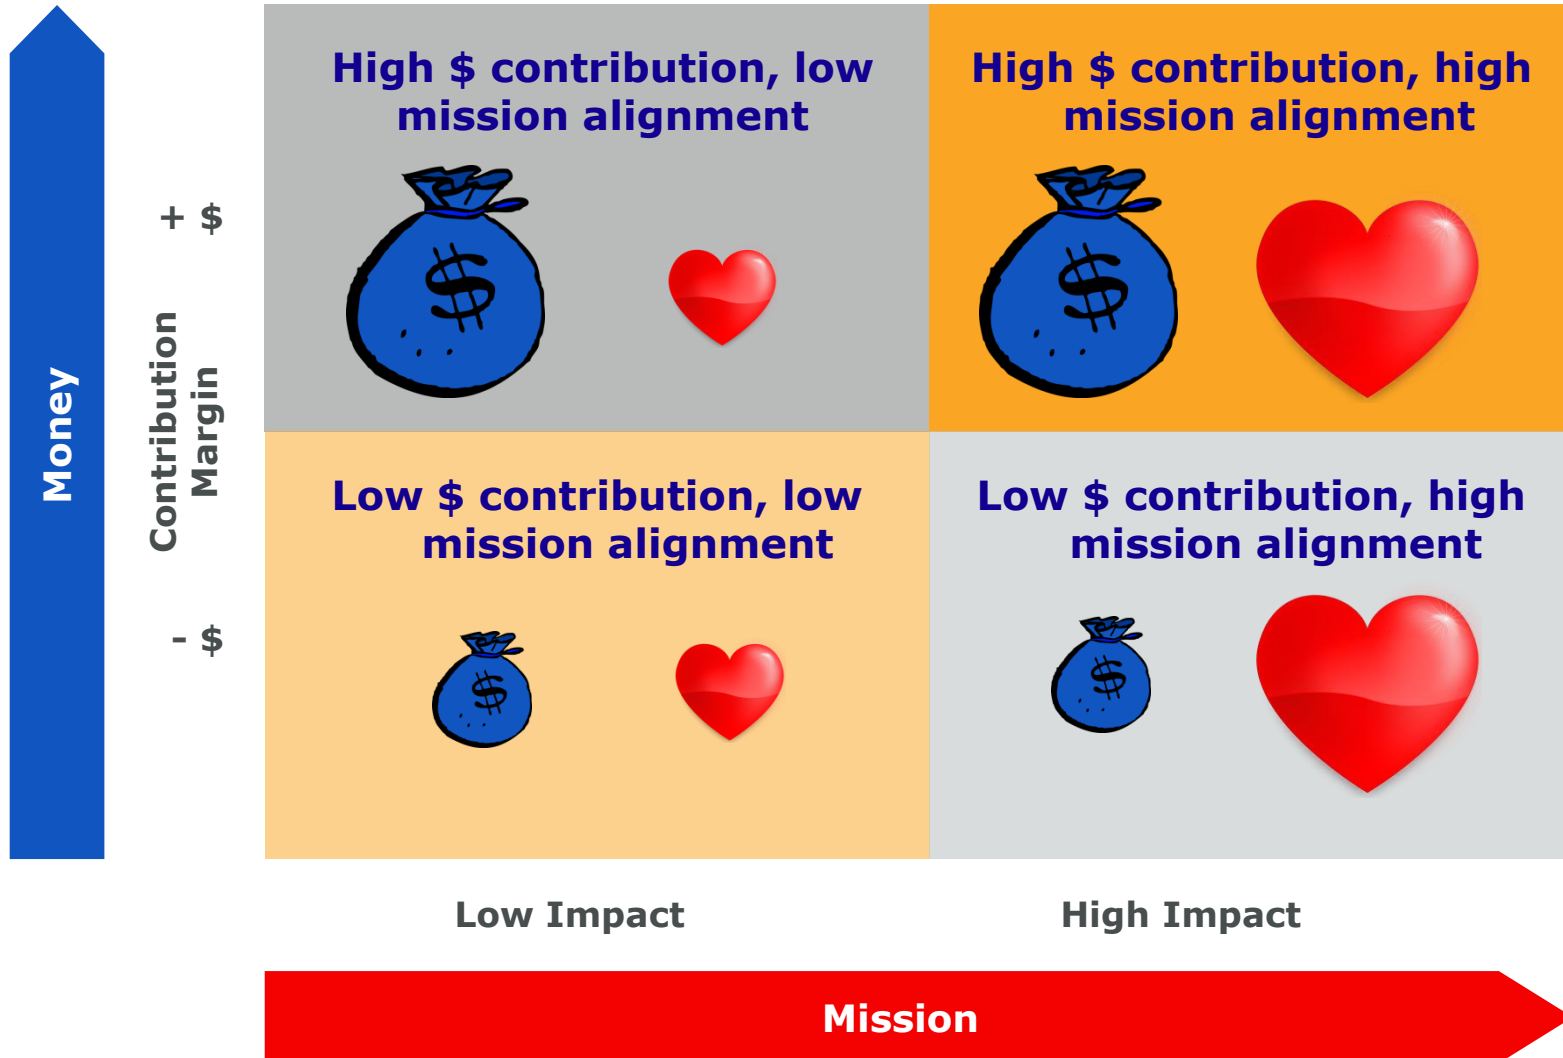 High $ contribution, low
mission alignment
High $ contribution, high
mission alignment
+ $
Contribution
Margin
Money
- $
Low $ contribution, low
mission alignment
Low $ contribution, high
mission alignment
$
$
$
$
Low Impact
High Impact
Mission